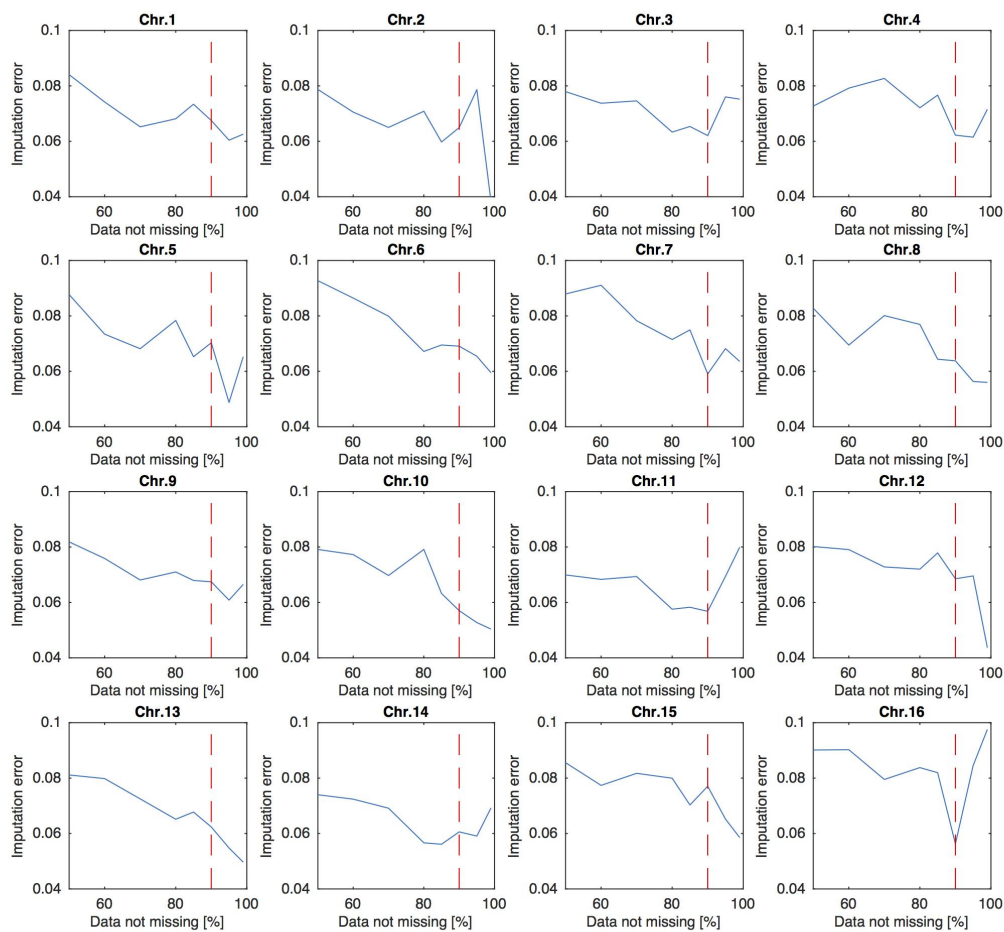 Chr.1 Chr.2 Chr.3 Chr.4
0.1 0.1 0.1 0.1
Imputation error Imputation error Imputation error Imputation error
0.08 0.08 0.08 0.08
0.06 0.06 0.06 0.06
0.04 0.04 0.04 0.04
60 80 100 60 80 100 60 80 100 60 80 100
Data not missing [%] Data not missing [%] Data not missing [%] Data not missing [%]
Chr.5 Chr.6 Chr.7 Chr.8
0.1 0.1 0.1 0.1
Imputation error Imputation error Imputation error Imputation error
0.08 0.08 0.08 0.08
0.06 0.06 0.06 0.06
0.04 0.04 0.04 0.04
60 80 100 60 80 100 60 80 100 60 80 100
Data not missing [%] Data not missing [%] Data not missing [%] Data not missing [%]
Chr.9 Chr.10 Chr.11 Chr.12
0.1 0.1 0.1 0.1
Imputation error Imputation error Imputation error Imputation error
0.08 0.08 0.08 0.08
0.06 0.06 0.06 0.06
0.04 0.04 0.04 0.04
60 80 100 60 80 100 60 80 100 60 80 100
Data not missing [%] Data not missing [%] Data not missing [%] Data not missing [%]
Chr.13 Chr.14 Chr.15 Chr.16
0.1 0.1 0.1 0.1
Imputation error Imputation error Imputation error Imputation error
0.08 0.08 0.08 0.08
0.06 0.06 0.06 0.06
0.04 0.04 0.04 0.04
60 80 100 60 80 100 60 80 100 60 80 100
Data not missing [%] Data not missing [%] Data not missing [%] Data not missing [%]